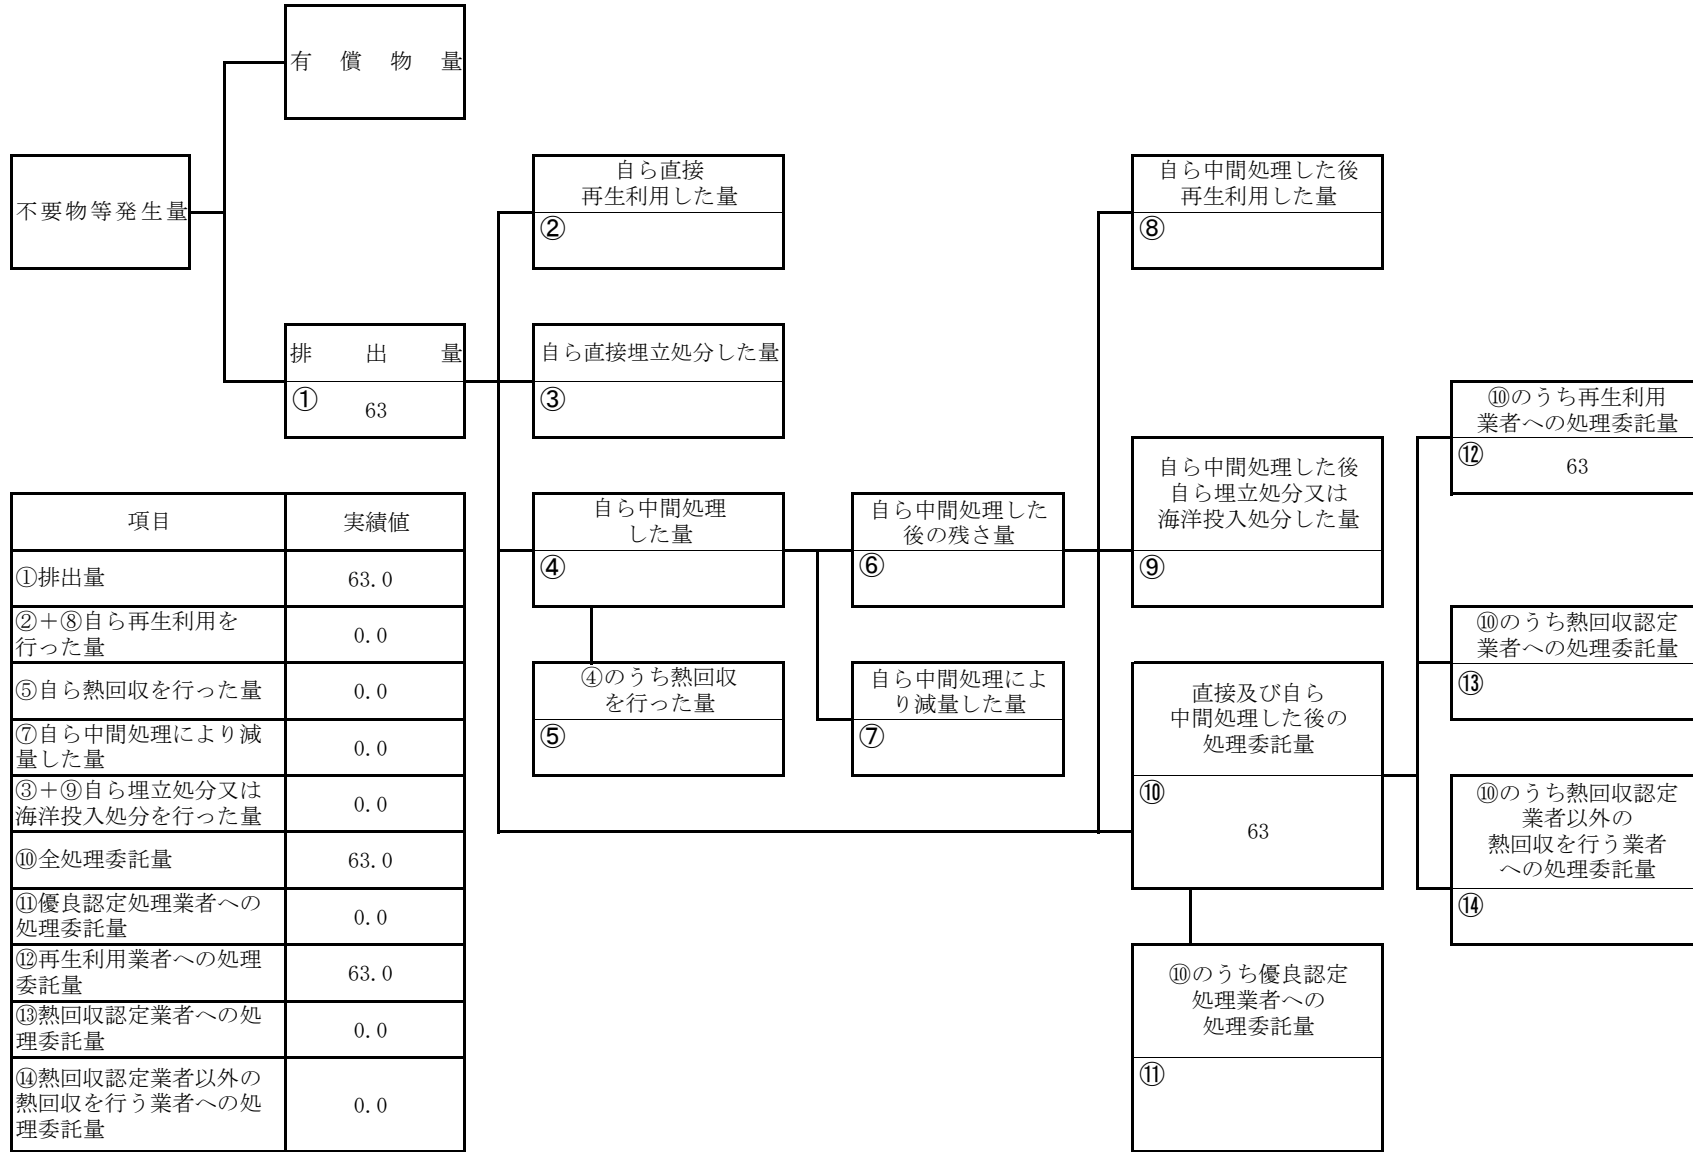 有償物量
不要物等発生量
自ら直接
再生利用した量
②
自ら中間処理した後
再生利用した量
⑧
排出量
①
63
自ら直接埋立処分した量
③
自ら中間処理
した量
④
自ら中間処理した
後の残さ量
⑥
自ら中間処理した後
自ら埋立処分又は
海洋投入処分した量
⑨
⑩のうち再生利用
業者への処理委託量
⑫
63
④のうち熱回収
を行った量
⑤
自ら中間処理によ
り減量した量
⑦
直接及び自ら
中間処理した後の
処理委託量
⑩
63
⑩のうち熱回収認定
業者への処理委託量
⑬
⑩のうち熱回収認定
業者以外の
熱回収を行う業者
への処理委託量
⑭
⑩のうち優良認定
処理業者への
処理委託量
⑪
項目 実績値
①排出量 63.0
②＋⑧自ら再生利用を
行った量 0.0
⑤自ら熱回収を行った量 0.0
⑦自ら中間処理により減
量した量 0.0
③＋⑨自ら埋立処分又は
海洋投入処分を行った量 0.0
⑩全処理委託量 63.0
⑪優良認定処理業者への
処理委託量 0.0
⑫再生利用業者への処理
委託量 63.0
⑬熱回収認定業者への処
理委託量 0.0
⑭熱回収認定業者以外の
熱回収を行う業者への処
理委託量 0.0